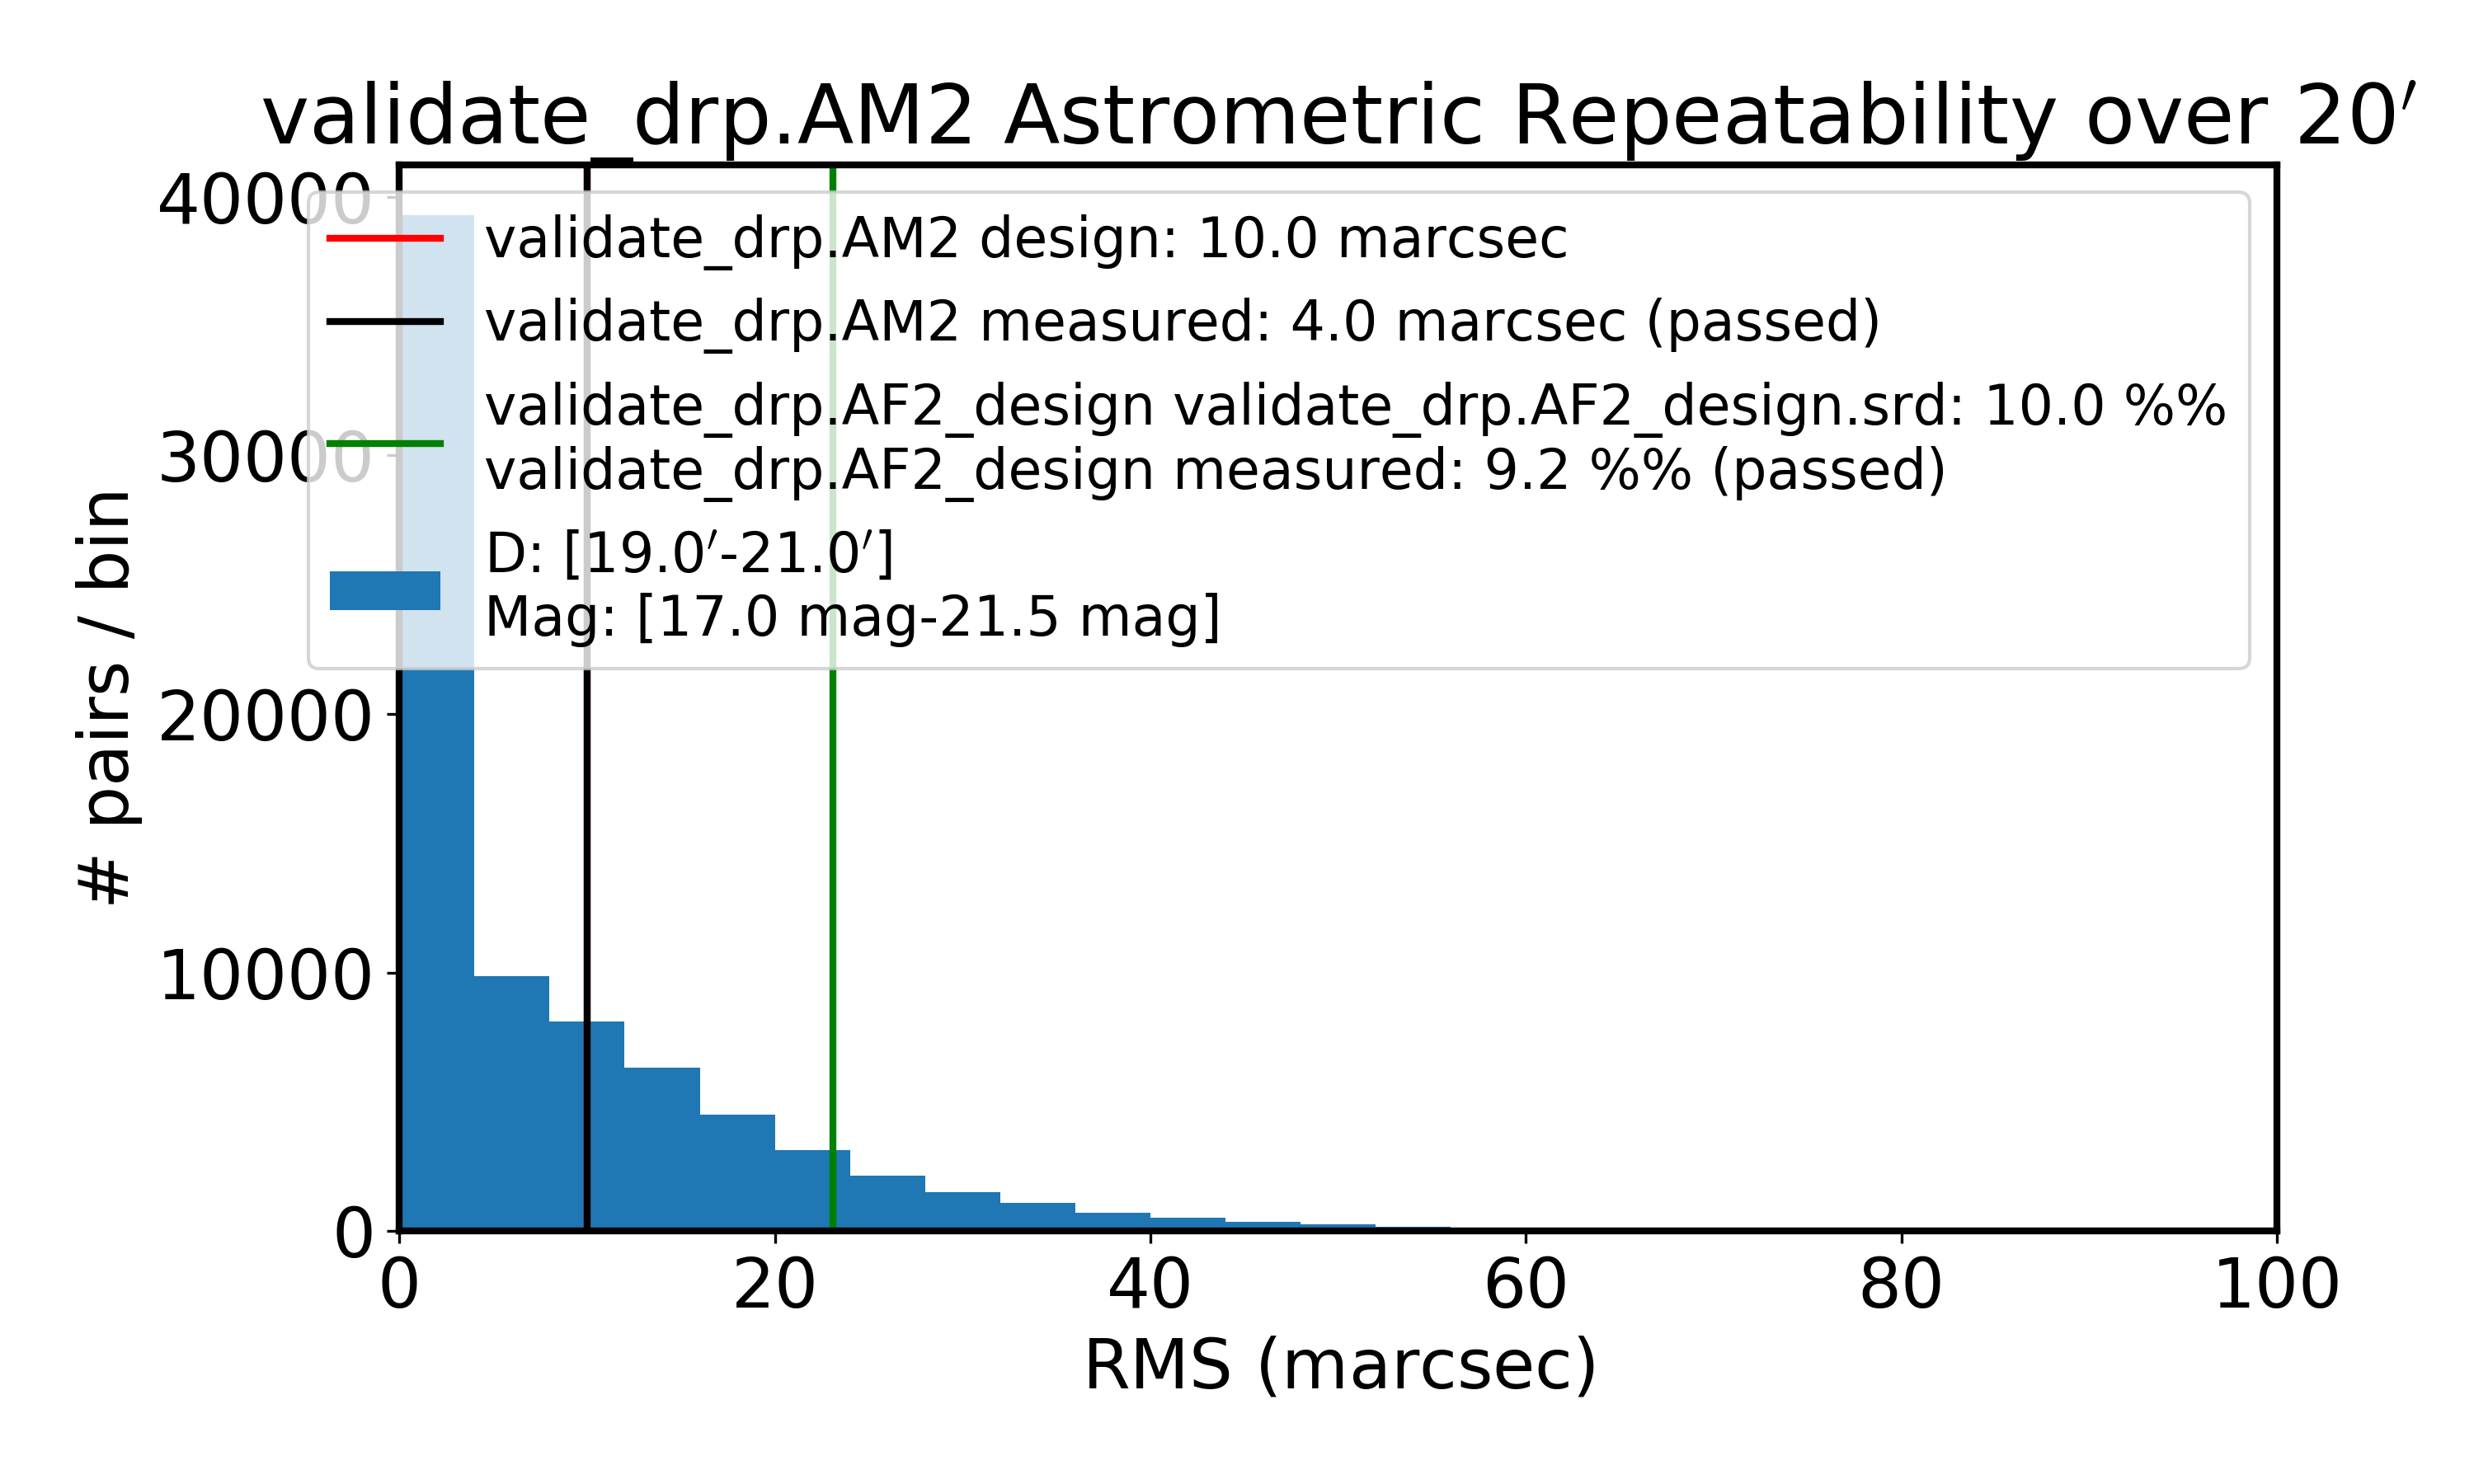 validate_drp.AM2 Astrometric Repeatability over 20′
40000
30000
20000
10000
0
# pairs / bin
validate_drp.AM2 design: 10.0 marcsec
validate_drp.AM2 measured: 4.0 marcsec (passed)
validate_drp.AF2_design validate_drp.AF2_design.srd: 10.0 %%
validate_drp.AF2_design measured: 9.2 %% (passed)
D: [19.0′-21.0′]
Mag: [17.0 mag-21.5 mag]
0 20 40 60 80 100
RMS (marcsec)